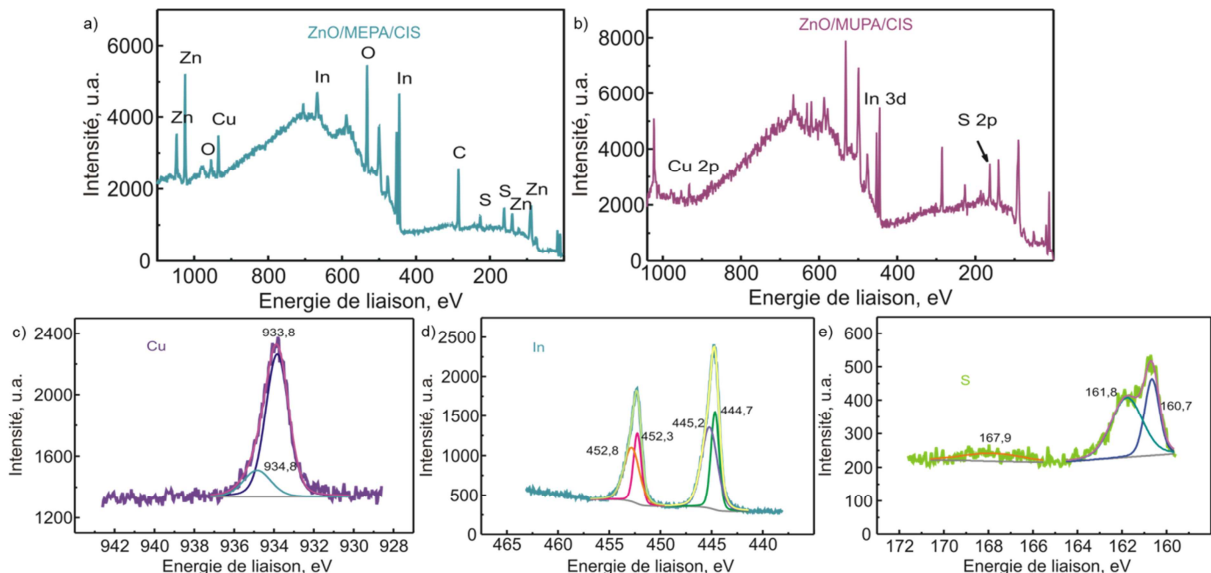 a)
ZnO/MEPA/CIS
6000
4000
2000
0
Intensité, u.a.
Zn
Zn
O
Cu
In
O
In
C
S
S
Zn
Zn
1000 800 600 400 200
Energie de liaison, eV
b)
ZnO/MUPA/CIS
8000
6000
4000
2000
0
Intensité, u.a.
Cu 2p
In 3d
S 2p
1000 800 600 400 200
Energie de liaison, eV
c)
Cu
2400
2100
1800
1500
1200
Intensité, u.a.
933,8
934,8
942 940 938 936 934 932 930 928
Energie de liaison, eV
d)
In
2500
2000
1500
1000
500
0
Intensité, u.a.
452,8
452,3
445,2
444,7
465 460 455 450 445 440
Energie de liaison, eV
e)
S
600
500
400
300
200
100
0
Intensité, u.a.
167,9
161,8
160,7
172 170 168 166 164 162 160
Energie de liaison, eV